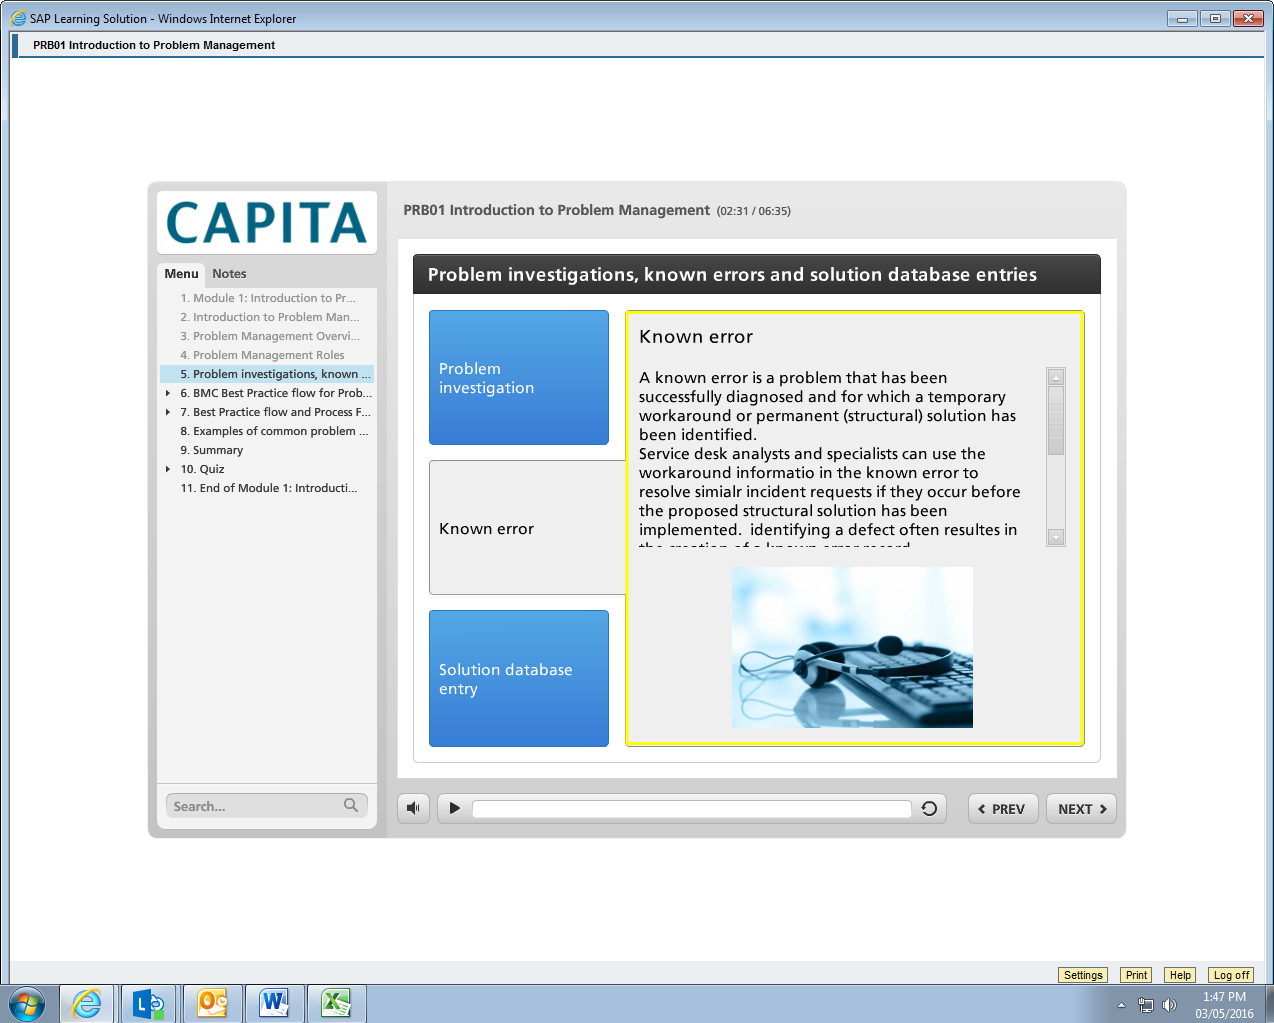 SAP Learning Solution - Windows Internet Explorer
PRB01 Introduction to Problem Management
CAPITA
PRB01 Introduction to Problem Management (02:31 / 06:35)
Menu Notes
1. Module 1: Introduction to Pr...
2. Introduction to Problem Man...
3. Problem Management Overvi...
4. Problem Management Roles
5. Problem investigations, known ...
6. BMC Best Practice flow for Prob...
7. Best Practice flow and Process F...
8. Examples of common problem ...
9. Summary
10. Quiz
11. End of Module 1: Introducti...
Search...
Problem investigations, known errors and solution database entries
Problem
investigation
Known error
Solution database
entry
Known error
A known error is a problem that has been
successfully diagnosed and for which a temporary
workaround or permanent (structural) solution has
been identified.
Service desk analysts and specialists can use the
workaround informatio in the known error to
resolve simialr incident requests if they occur before
the proposed structural solution has been
implemented.  identifying a defect often resultes in
the creation of a known error record.
PREV
NEXT
Settings Print Help Log off
1:47 PM
03/05/2016